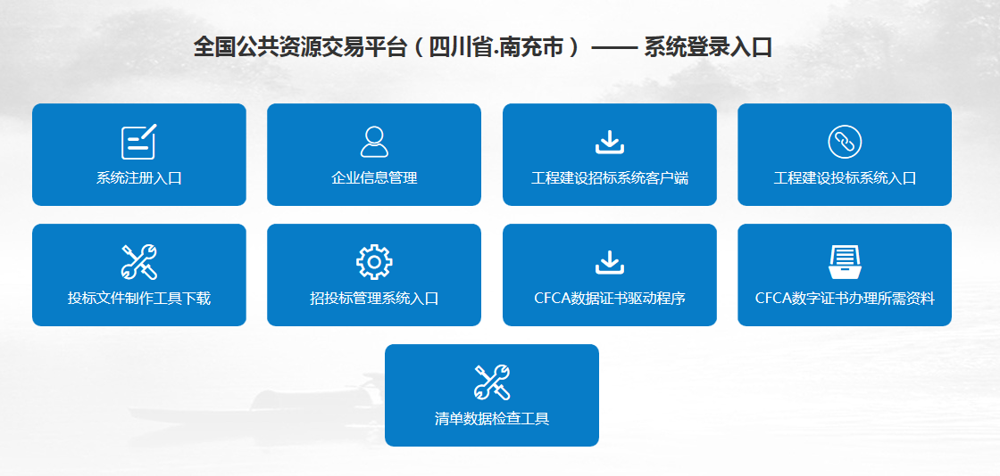 全国公共资源交易平台（四川省.南充市）—— 系统登录入口
系统注册入口
企业信息管理
工程建设招标系统客户端
工程建设投标系统入口
投标文件制作工具下载
招投标管理系统入口
CFCA数据证书驱动程序
CFCA数字证书办理所需资料
清单数据检查工具